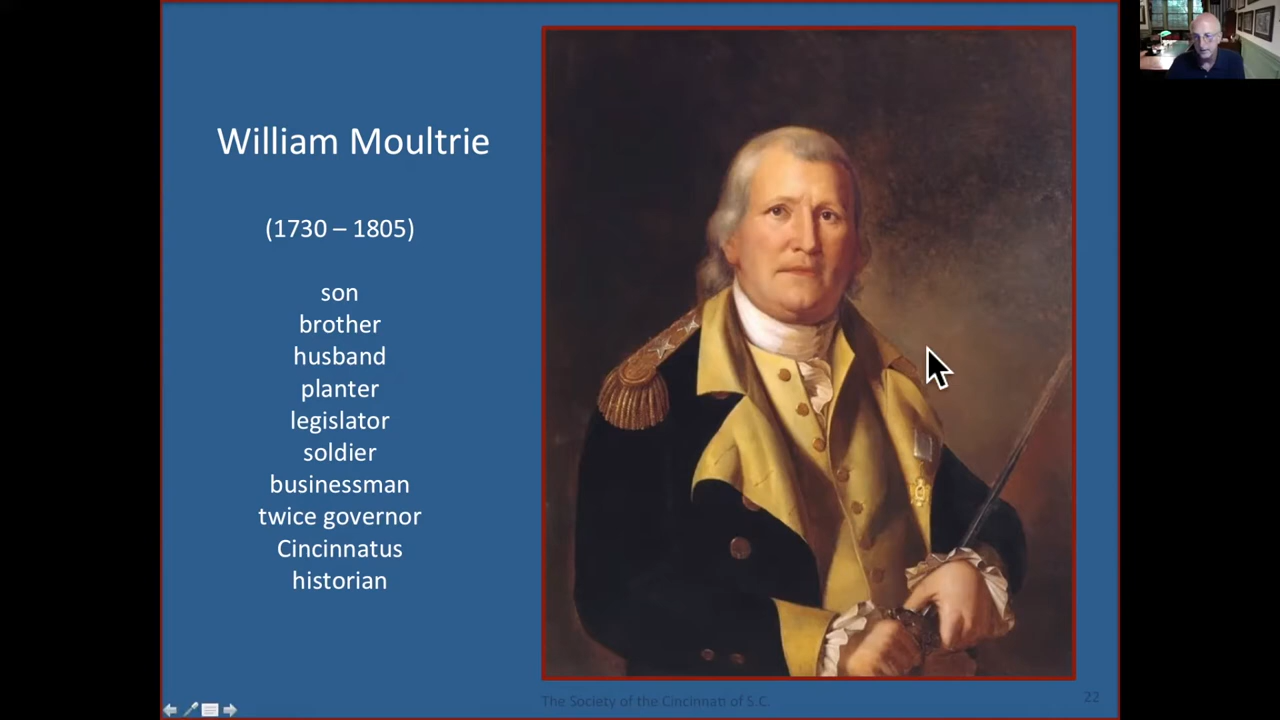 William Moultrie
(1730 – 1805)
son
brother
husband
planter
legislator
soldier
businessman
twice governor
Cincinnatus
historian
The Society of the Cincinnati of S.C.
22